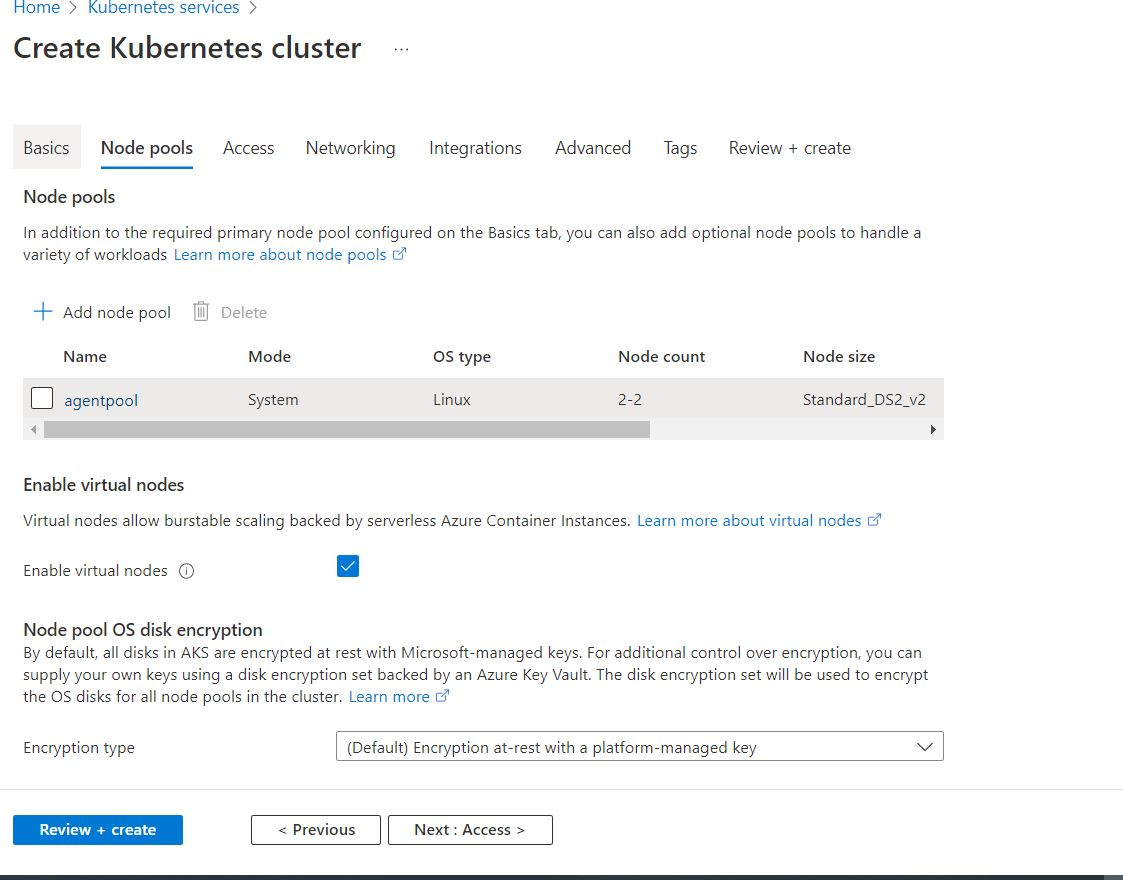 Home > Kubernetes services >
Create Kubernetes cluster ...
Basics Node pools Access Networking Integrations Advanced Tags Review + create
Node pools
In addition to the required primary node pool configured on the Basics tab, you can also add optional node pools to handle a
variety of workloads Learn more about node pools
Add node pool Delete
Name Mode OS type Node count Node size
agentpool System Linux 2-2 Standard_DS2_v2
Enable virtual nodes
Virtual nodes allow burstable scaling backed by serverless Azure Container Instances. Learn more about virtual nodes
Enable virtual nodes
Node pool OS disk encryption
By default, all disks in AKS are encrypted at rest with Microsoft-managed keys. For additional control over encryption, you can
supply your own keys using a disk encryption set backed by an Azure Key Vault. The disk encryption set will be used to encrypt
the OS disks for all node pools in the cluster. Learn more
Encryption type (Default) Encryption at-rest with a platform-managed key
Review + create < Previous Next : Access >